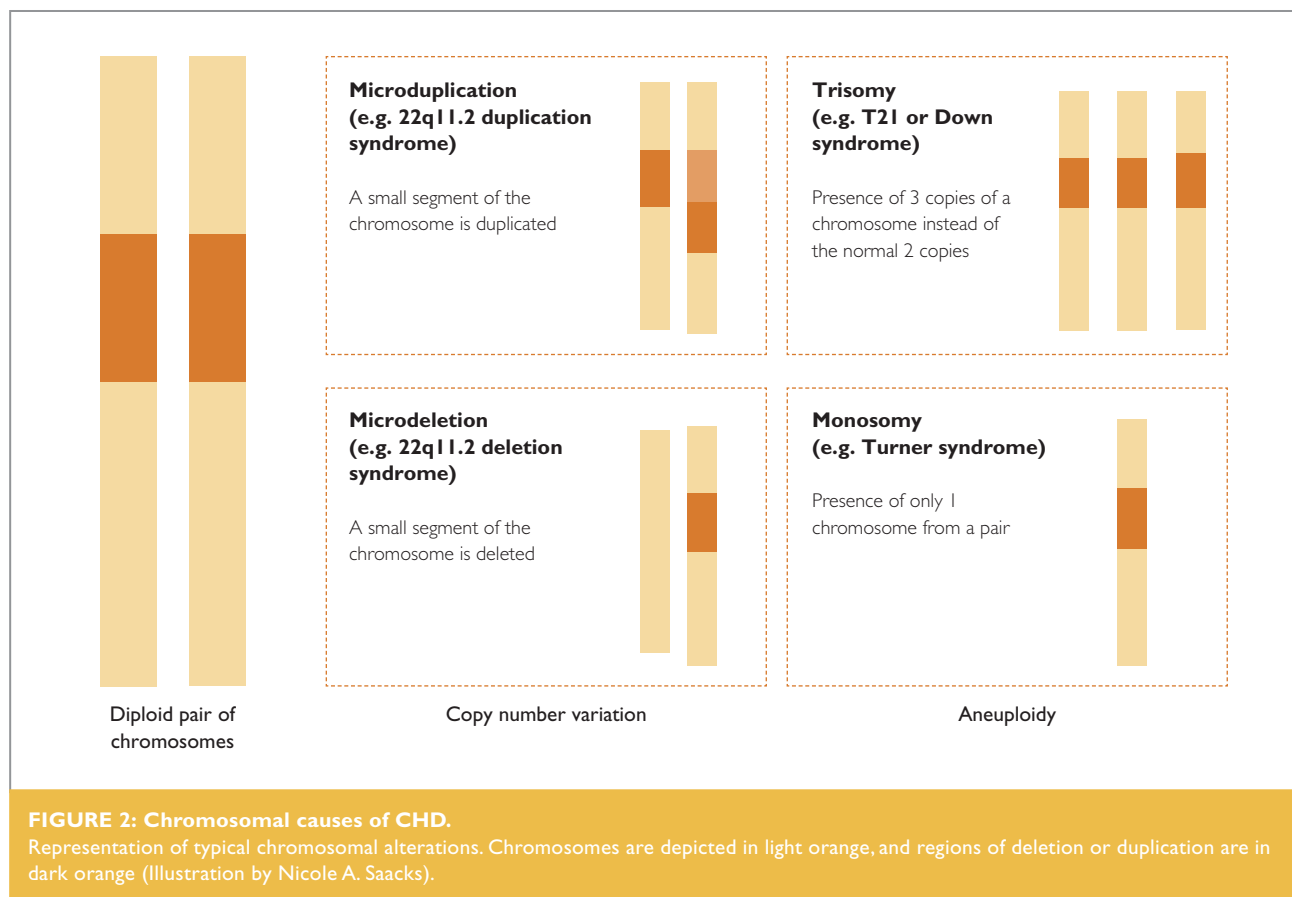 Microduplication
(e.g. 22q11.2 duplication
syndrome)
A small segment of the
chromosome is duplicated
Trisomy
(e.g. T21 or Down
syndrome)
Presence of 3 copies of a
chromosome instead of
the normal 2 copies
Microdeletion
(e.g. 22q11.2 deletion
syndrome)
A small segment of the
chromosome is deleted
Monosomy
(e.g. Turner syndrome)
Presence of only 1
chromosome from a pair
Diploid pair of
chromosomes
Copy number variation
Aneuploidy
FIGURE 2: Chromosomal causes of CHD.
Representation of typical chromosomal alterations. Chromosomes are depicted in light orange, and regions of deletion or duplication are in
dark orange (Illustration by Nicole A. Saacks).